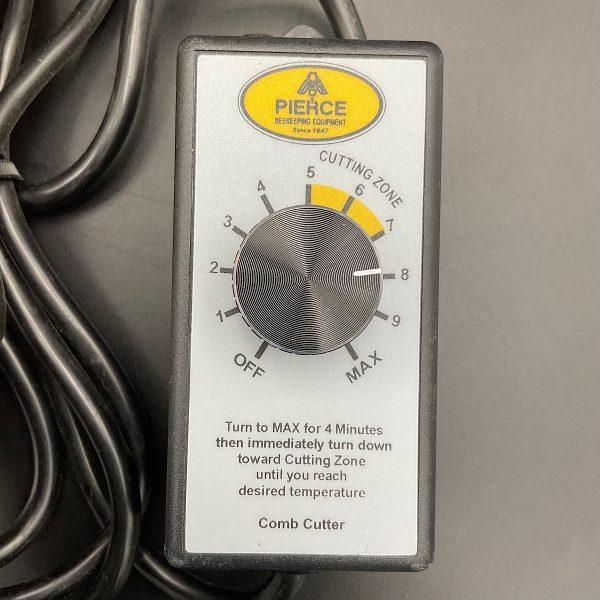 PIERCE
BEEKEEPING EQUIPMENT
Since 1947
CUTTING ZONE
OFF
1
2
3
4
5
6
7
8
9
MAX
Turn to MAX for 4 Minutes
then immediately turn down
toward Cutting Zone
until you reach
desired temperature
Comb Cutter